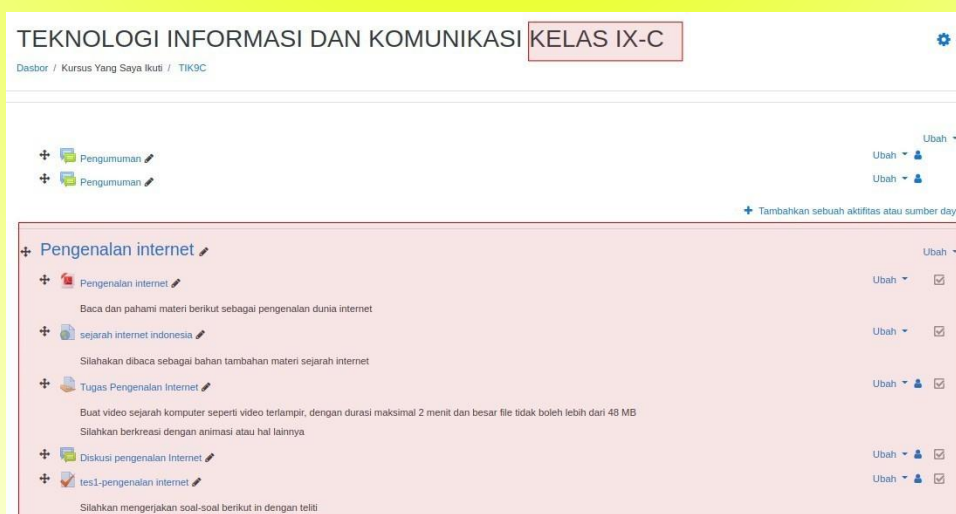 TEKNOLOGI INFORMASI DAN KOMUNIKASI KELAS IX-C
Dasbor / Kursus Yang Saya Ikuti / TIK9C
Ubah
Pengumuman Ubah
Pengumuman Ubah
Tambahkan sebuah aktifitas atau sumber day
Pengenalan internet Ubah
Pengenalan internet Ubah
Baca dan pahami materi berikut sebagai pengenalan dunia internet
sejarah internet indonesia Ubah
Silahakan dibaca sebagai bahan tambahan materi sejarah internet
Tugas Pengenalan Internet Ubah
Buat video sejarah komputer seperti video terlampir, dengan durasi maksimal 2 menit dan besar file tidak boleh lebih dari 48 MB
Silahkan berkreasi dengan animasi atau hal lainnya
Diskusi pengenalan Internet Ubah
tes1-pengenalan internet Ubah
Silahkan mengerjakan soal-soal berikut in dengan teliti